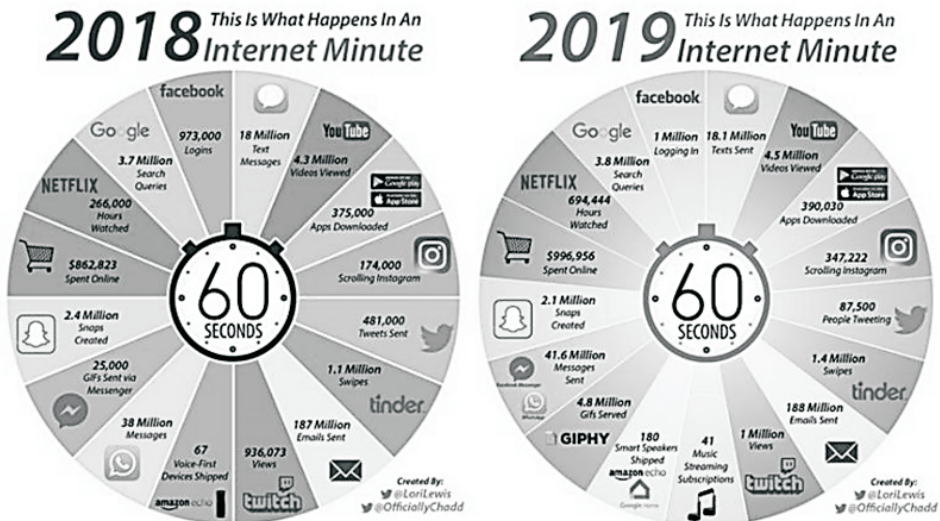 2018 This Is What Happens In An
Internet Minute
facebook
973,000
Logins
18 Million
Text
Messages
YouTube
4.3 Million
Videos Viewed
Google play
App Store
375,000
Apps Downloaded
174,000
Scrolling Instagram
481,000
Tweets Sent
1.1 Million
Swipes
tinder
187 Million
Emails Sent
936,073
Views
twitch
67
Voice-First
Devices Shipped
amazon echo
38 Million
Messages
25,000
GIFs Sent via
Messenger
2.4 Million
Snaps
Created
$862,823
Spent Online
NETFLIX
266,000
Hours
Watched
Google
3.7 Million
Search
Queries
60
SECONDS
Created By:
@LoriLewis
@OfficiallyChadd
2019 This Is What Happens In An
Internet Minute
facebook
1 Million
Logging In
18.1 Million
Texts Sent
YouTube
4.5 Million
Videos Viewed
Google play
App Store
390,030
Apps Downloaded
347,222
Scrolling Instagram
87,500
People Tweeting
1.4 Million
Swipes
tinder
188 Million
Emails Sent
1 Million
Views
twitch
41
Music
Streaming
Subscriptions
180
Smart Speakers
Shipped
amazon echo
Google Home
4.8 Million
Gifs Served
GIPHY
41.6 Million
Messages
Sent
Facebook Messenger
WhatsApp
2.1 Million
Snaps
Created
$996,956
Spent Online
NETFLIX
694,444
Hours
Watched
Google
3.8 Million
Search
Queries
60
SECONDS
Created By:
@LoriLewis
@OfficiallyChadd